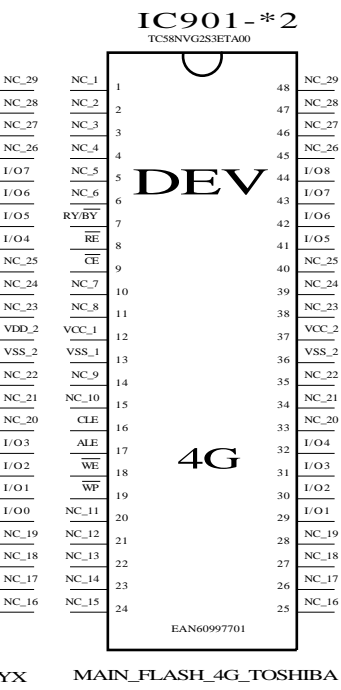 IC901-*2
TC58NVG2S3ETA00
NC_29 NC_1 1 48 NC_29
NC_28 NC_2 2 47 NC_28
NC_27 NC_3 3 46 NC_27
NC_26 NC_4 4 45 NC_26
I/O7 NC_5 5 44 I/O8
DEV
I/O6 NC_6 6 43 I/O7
I/O5 RY/BY 7 42 I/O6
I/O4 RE 8 41 I/O5
NC_25 CE 9 40 NC_25
NC_24 NC_7 10 39 NC_24
NC_23 NC_8 11 38 NC_23
VDD_2 VCC_1 12 37 VCC_2
VSS_2 VSS_1 13 36 VSS_2
NC_22 NC_9 14 35 NC_22
NC_21 NC_10 15 34 NC_21
NC_20 CLE 16 33 NC_20
I/O3 ALE 17 32 I/O4
4G
I/O2 WE 18 31 I/O3
I/O1 WP 19 30 I/O2
I/O0 NC_11 20 29 I/O1
NC_19 NC_12 21 28 NC_19
NC_18 NC_13 22 27 NC_18
NC_17 NC_14 23 26 NC_17
NC_16 NC_15 24 25 NC_16
EAN60997701
YX MAIN_FLASH_4G_TOSHIBA